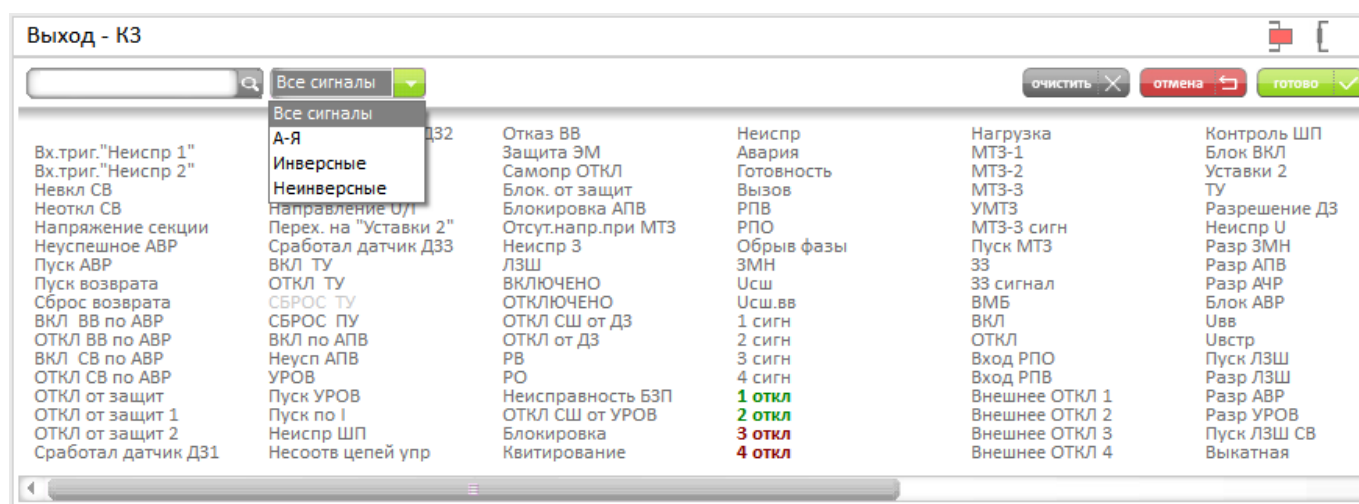 Выход - К3
Все сигналы
очистить
отмена
готово
Все сигналы
А-Я
Инверсные
Неинверсные
Вх.триг."Неиспр 1"
Вх.триг."Неиспр 2"
Невкл СВ
Неоткл СВ
Напряжение секции
Неуспешное АВР
Пуск АВР
Пуск возврата
Сброс возврата
ВКЛ ВВ по АВР
ОТКЛ ВВ по АВР
ВКЛ СВ по АВР
ОТКЛ СВ по АВР
ОТКЛ от защит
ОТКЛ от защит 1
ОТКЛ от защит 2
Сработал датчик ДЗ1
ДЗ2
Направление U/I
Перех. на "Уставки 2"
Сработал датчик ДЗ3
ВКЛ ТУ
ОТКЛ ТУ
СБРОС ТУ
СБРОС ПУ
ВКЛ по АПВ
Неусп АПВ
УРОВ
Пуск УРОВ
Пуск по I
Неиспр ШП
Несоотв цепей упр
Отказ ВВ
Защита ЭМ
Самопр ОТКЛ
Блок. от защит
Блокировка АПВ
Отсут.напр.при МТЗ
Неиспр 3
ЛЗШ
ВКЛЮЧЕНО
ОТКЛЮЧЕНО
ОТКЛ СШ от ДЗ
ОТКЛ от ДЗ
РВ
РО
Неисправность БЗП
ОТКЛ СШ от УРОВ
Блокировка
Квитирование
Неиспр
Авария
Готовность
Вызов
РПВ
РПО
Обрыв фазы
ЗМН
Uсш
Uсш.вв
1 сигн
2 сигн
3 сигн
4 сигн
1 откл
2 откл
3 откл
4 откл
Нагрузка
МТЗ-1
МТЗ-2
МТЗ-3
УМТЗ
МТЗ-3 сигн
Пуск МТЗ
ЗЗ
ЗЗ сигнал
ВМБ
ВКЛ
ОТКЛ
Вход РПО
Вход РПВ
Внешнее ОТКЛ 1
Внешнее ОТКЛ 2
Внешнее ОТКЛ 3
Внешнее ОТКЛ 4
Контроль ШП
Блок ВКЛ
Уставки 2
ТУ
Разрешение ДЗ
Неиспр U
Разр ЗМН
Разр АПВ
Разр АЧР
Блок АВР
Uвв
Uвстр
Пуск ЛЗШ
Разр ЛЗШ
Разр АВР
Разр УРОВ
Пуск ЛЗШ СВ
Выкатная